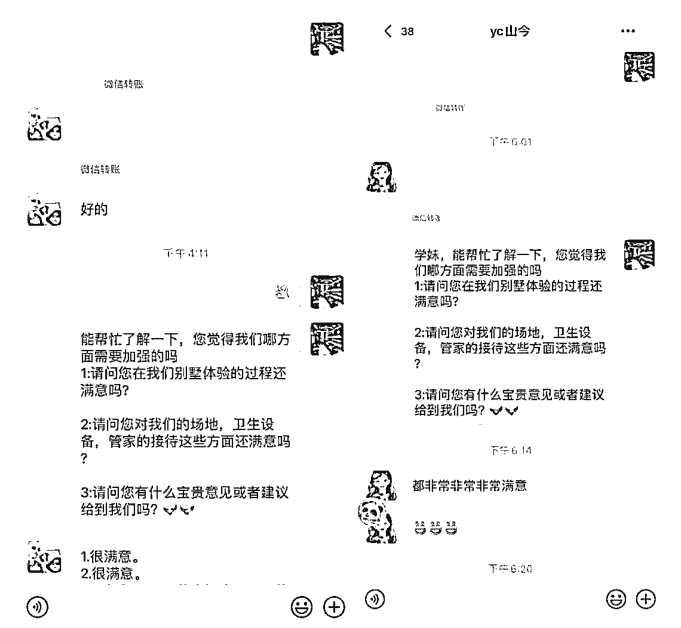 微信转账
微信转账
好的
下午 4:11
能帮忙了解一下，您觉得我们哪方
面需要加强的吗
1:请问您在我们别墅体验的过程还
满意吗?
2:请问您对我们的场地，卫生设
备，管家的接待这些方面还满意吗
?
3:请问您有什么宝贵意见或者建议
给到我们吗?
1.很满意。
2.很满意。
38
yc山今
微信转账
下午 6:01
微信转账
学妹，能帮忙了解一下，您觉得我
们哪方面需要加强的吗
1:请问您在我们别墅体验的过程还
满意吗?
2:请问您对我们的场地，卫生设
备，管家的接待这些方面还满意吗
?
3:请问您有什么宝贵意见或者建议
给到我们吗?
下午 6:14
都非常非常非常满意
下午 6:20